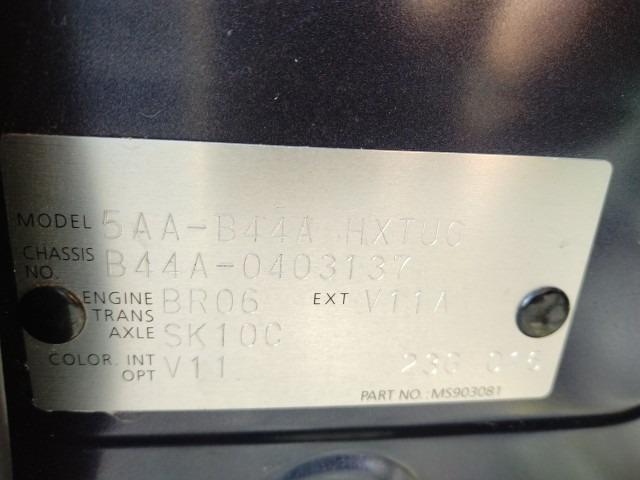 MODEL 5AA-B44A HXTUG
CHASSIS NO. B44A-0403137
ENGINE BR06 EXT V11A
TRANS AXLE SK10C
COLOR. INT V11
OPT
PART NO.: MS903081